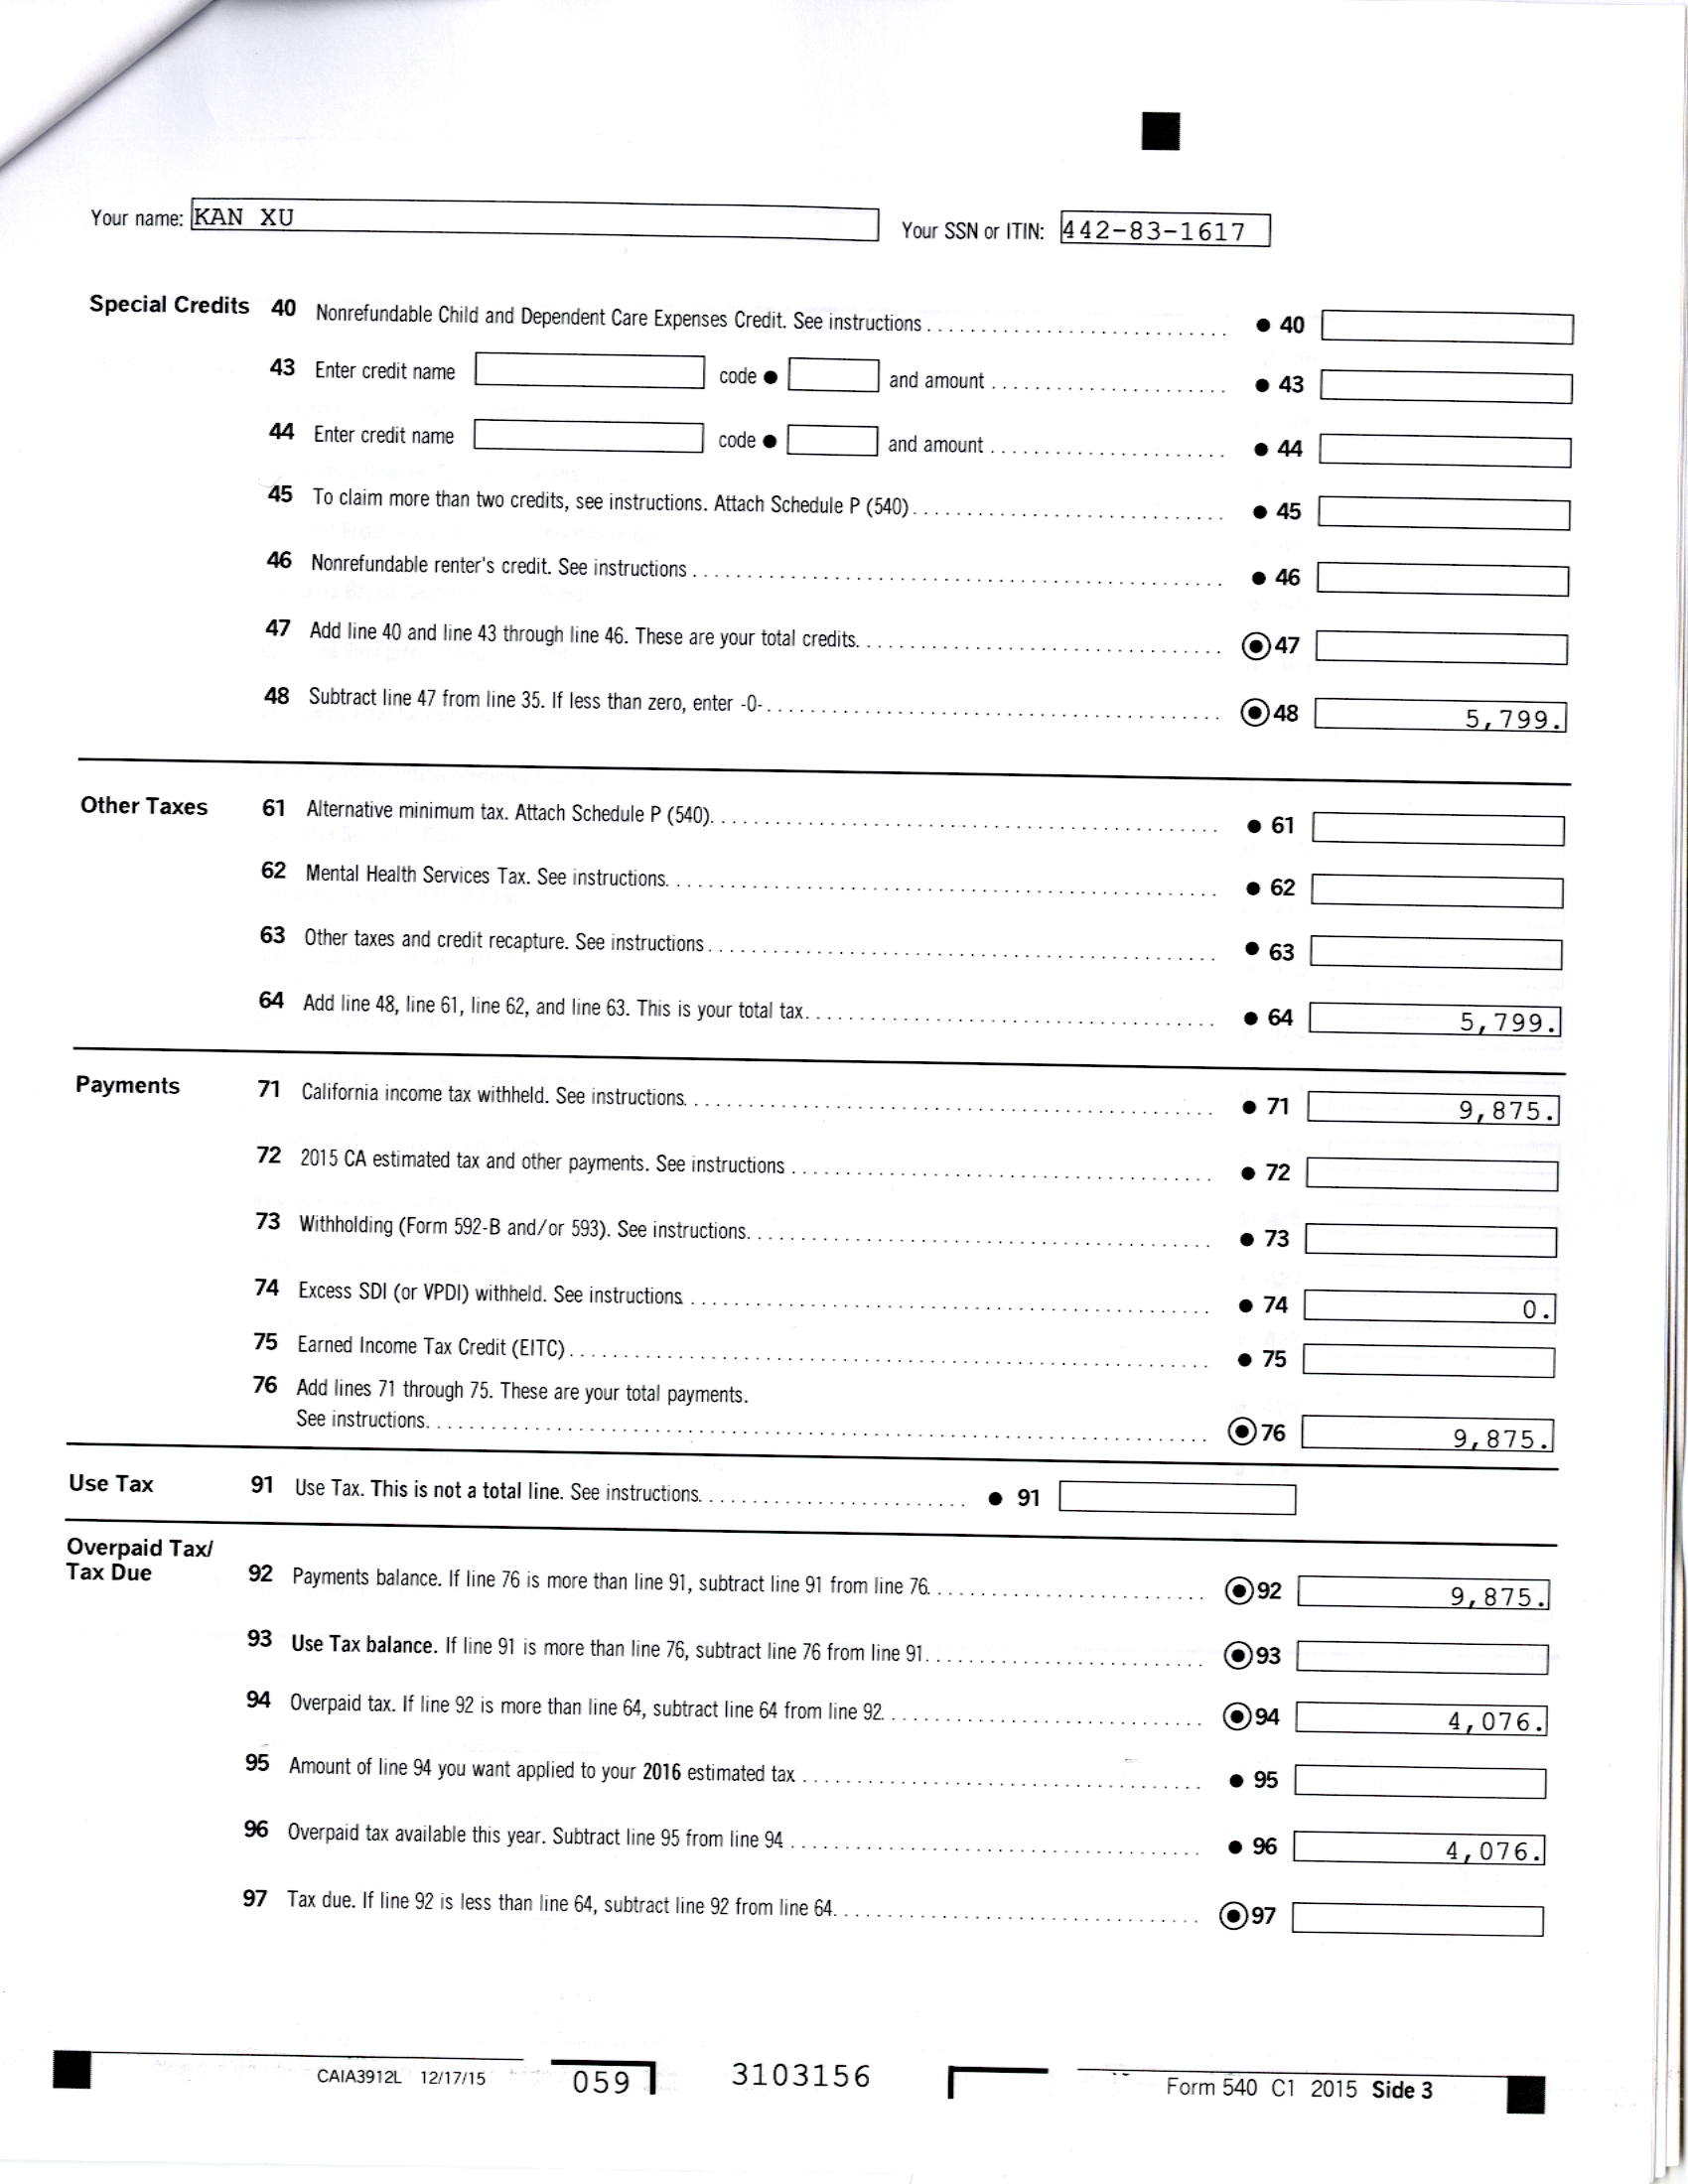 Your name: KAN XU Your SSN or ITIN: 442-83-1617
Special Credits 40 Nonrefundable Child and Dependent Care Expenses Credit. See instructions ● 40
43 Enter credit name code ● and amount ● 43
44 Enter credit name code ● and amount ● 44
45 To claim more than two credits, see instructions. Attach Schedule P (540) ● 45
46 Nonrefundable renter's credit. See instructions ● 46
47 Add line 40 and line 43 through line 46. These are your total credits. ● 47
48 Subtract line 47 from line 35. If less than zero, enter -0- ● 48 5,799.
Other Taxes 61 Alternative minimum tax. Attach Schedule P (540) ● 61
62 Mental Health Services Tax. See instructions. ● 62
63 Other taxes and credit recapture. See instructions ● 63
64 Add line 48, line 61, line 62, and line 63. This is your total tax. ● 64 5,799.
Payments 71 California income tax withheld. See instructions. ● 71 9,875.
72 2015 CA estimated tax and other payments. See instructions ● 72
73 Withholding (Form 592-B and/or 593). See instructions. ● 73
74 Excess SDI (or VPDI) withheld. See instructions ● 74 0.
75 Earned Income Tax Credit (EITC) ● 75
76 Add lines 71 through 75. These are your total payments.
See instructions. ● 76 9,875.
Use Tax 91 Use Tax. This is not a total line. See instructions. ● 91
Overpaid Tax/
Tax Due 92 Payments balance. If line 76 is more than line 91, subtract line 91 from line 76. ● 92 9,875.
93 Use Tax balance. If line 91 is more than line 76, subtract line 76 from line 91. ● 93
94 Overpaid tax. If line 92 is more than line 64, subtract line 64 from line 92. ● 94 4,076.
95 Amount of line 94 you want applied to your 2016 estimated tax ● 95
96 Overpaid tax available this year. Subtract line 95 from line 94 ● 96 4,076.
97 Tax due. If line 92 is less than line 64, subtract line 92 from line 64. ● 97
CAIA3912L 12/17/15 059 3103156 Form 540 C1 2015 Side 3